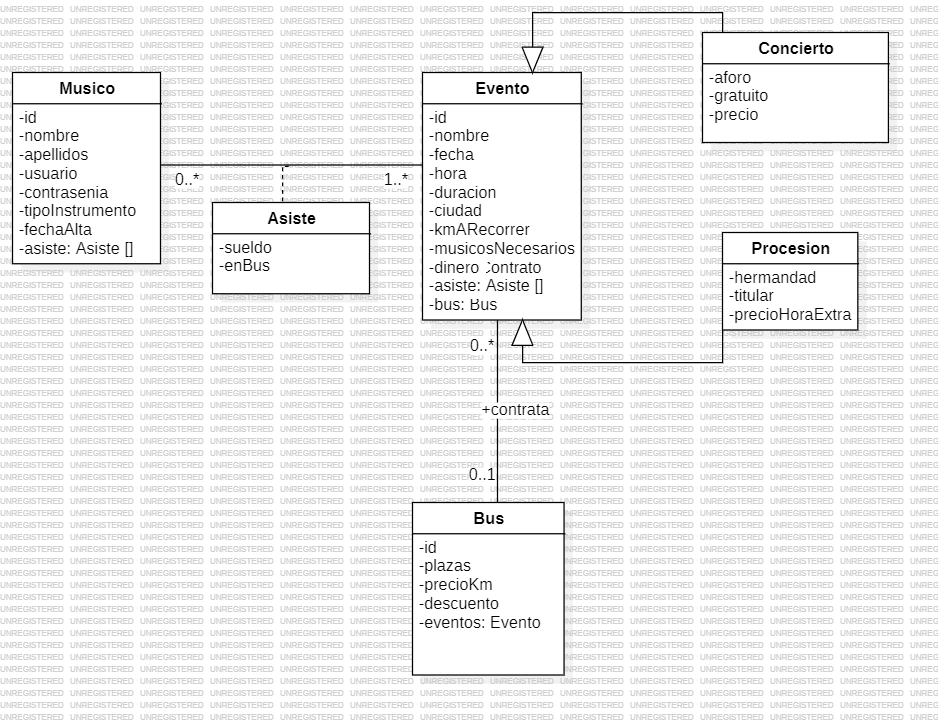 Musico
-id
-nombre
-apellidos
-usuario
-contrasenia
-tipoInstrumento
-fechaAlta
-asiste: Asiste []
0..*
1..*
Asiste
-sueldo
-enBus
Evento
-id
-nombre
-fecha
-hora
-duracion
-ciudad
-kmARecorrer
-musicosNecesarios
-dinero
-asiste: Asiste []
-bus: Bus
Concierto
-aforo
-gratuito
-precio
Procesion
-hermandad
-titular
-precioHoraExtra
0..*
+contrata
0..1
Bus
-id
-plazas
-precioKm
-descuento
-eventos: Evento
UNREGISTERED